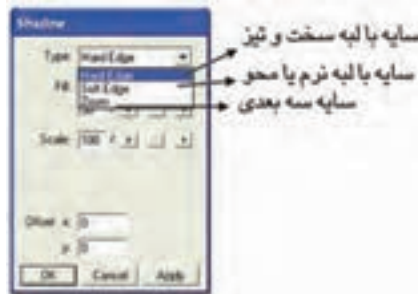 Shadow
Type: Hard Edge
Hard Edge
Soft Edge
Zoom
Fill:
Scale: 100
Offset x: 0
y: 0
OK Cancel Apply
سایه با لبه سخت و تیز
سایه با لبه نرم یا محو
سایه سه بعدی